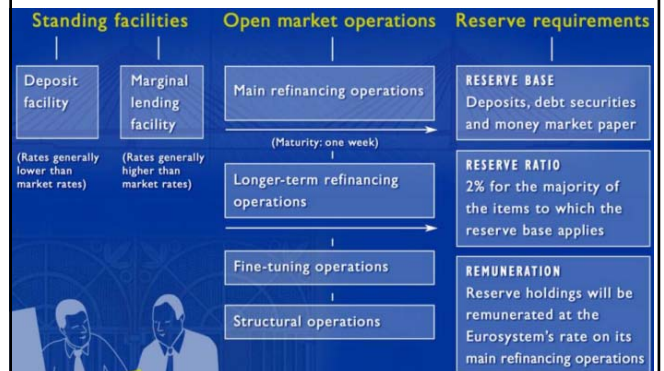 Standing facilities
Deposit
facility
(Rates generally
lower than
market rates)
Marginal
lending
facility
(Rates generally
higher than
market rates)
Open market operations
Main refinancing operations
(Maturity: one week)
Longer-term refinancing
operations
Fine-tuning operations
Structural operations
Reserve requirements
RESERVE BASE
Deposits, debt securities
and money market paper
RESERVE RATIO
2% for the majority of
the items to which the
reserve base applies
REMUNERATION
Reserve holdings will be
remunerated at the
Eurosystem's rate on its
main refinancing operations